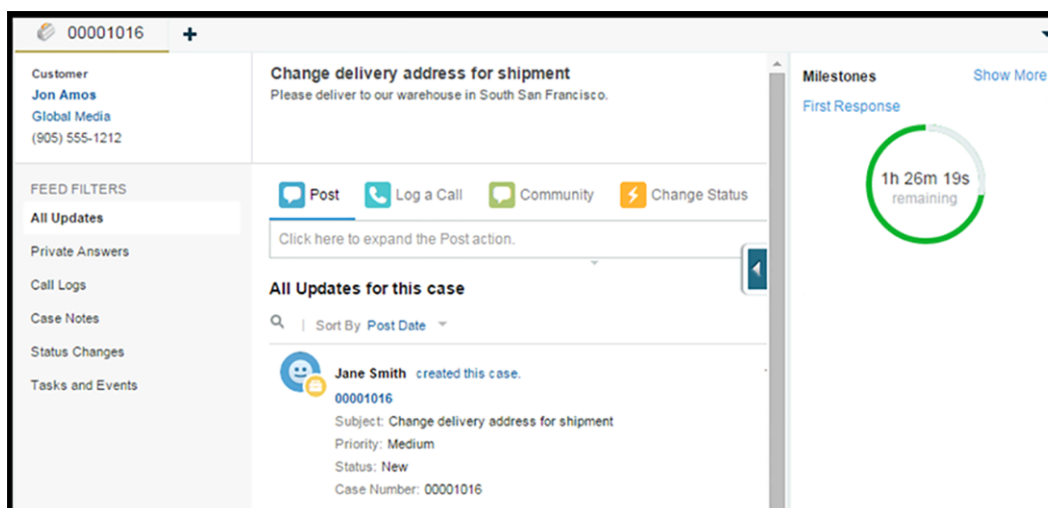 00001016
Customer
Jon Amos
Global Media
(905) 555-1212
Change delivery address for shipment
Please deliver to our warehouse in South San Francisco.
FEED FILTERS
All Updates
Private Answers
Call Logs
Case Notes
Status Changes
Tasks and Events
Post
Log a Call
Community
Change Status
Click here to expand the Post action.
All Updates for this case
Sort By Post Date
Jane Smith created this case.
00001016
Subject: Change delivery address for shipment
Priority: Medium
Status: New
Case Number: 00001016
Milestones
Show More
First Response
1h 26m 19s
remaining